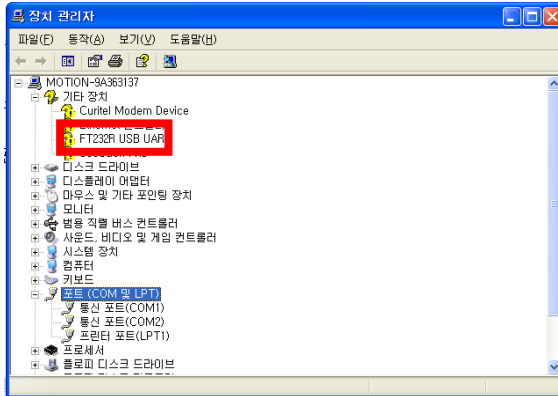 장치 관리자
파일(F) 동작(A) 보기(V) 도움말(H)
MOTION-9A363137
기타 장치
Curitel Modem Device
FT232R USB UAR
디스크 드라이브
디스플레이 어댑터
마우스 및 기타 포인팅 장치
모니터
범용 직렬 버스 컨트롤러
사운드, 비디오 및 게임 컨트롤러
시스템 장치
컴퓨터
키보드
포트 (COM 및 LPT)
통신 포트(COM1)
통신 포트(COM2)
프린터 포트(LPT1)
프로세서
플로피 디스크 드라이브